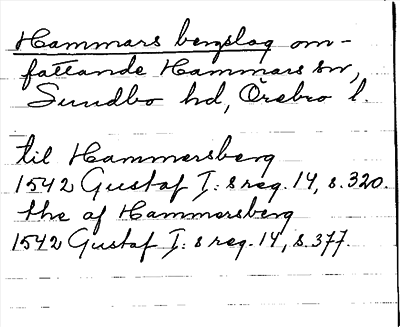 Hammars bergslag om-
fattande Hammars sn,
Sundbo hd, Örebro l.
til Hammersberg
1542 Gustaf I:s reg. 14, s. 320.
the af Hammersberg
1542 Gustaf I:s reg. 14, s. 377.